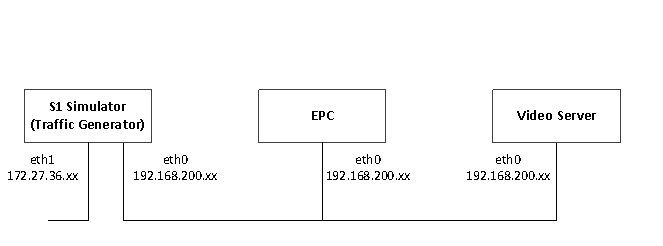 S1 Simulator
(Traffic Generator)
EPC
Video Server
eth1
172.27.36.xx
eth0
192.168.200.xx
eth0
192.168.200.xx
eth0
192.168.200.xx